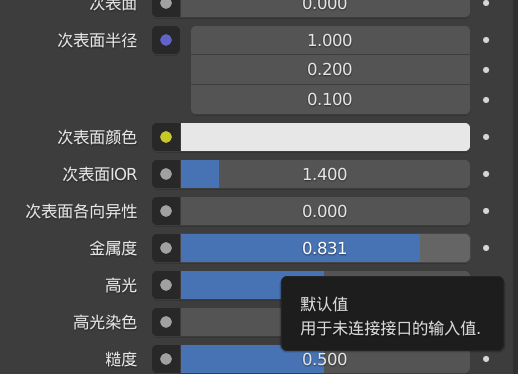 次表面 0.000
次表面半径 1.000
0.200
0.100
次表面颜色
次表面IOR 1.400
次表面各向异性 0.000
金属度 0.831
高光
默认值
高光染色
用于未连接接口的输入值.
糙度 0.500